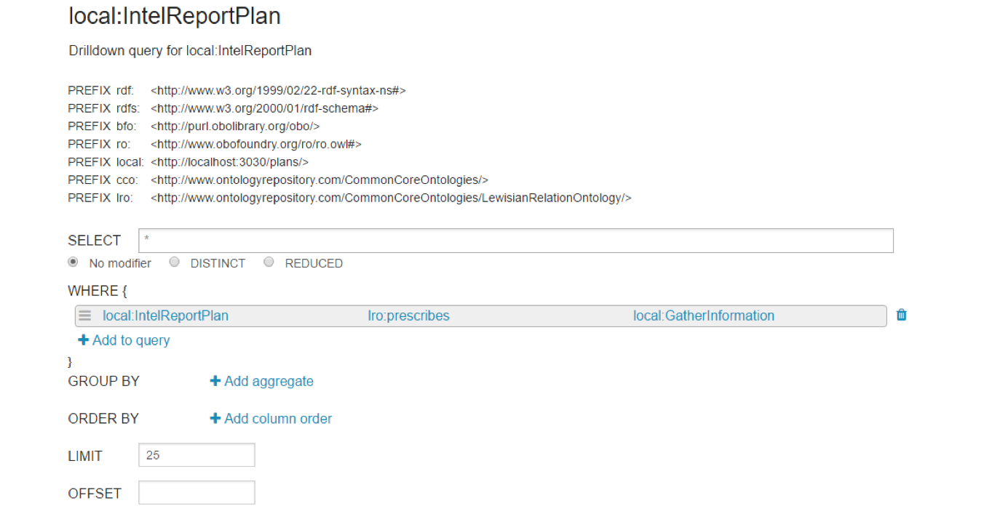 local:IntelReportPlan
Drilldown query for local:IntelReportPlan
PREFIX rdf: <http://www.w3.org/1999/02/22-rdf-syntax-ns#>
PREFIX rdfs: <http://www.w3.org/2000/01/rdf-schema#>
PREFIX bfo: <http://purl.obolibrary.org/obo/>
PREFIX ro: <http://www.obofoundry.org/ro/ro.owl#>
PREFIX local: <http://localhost:3030/plans/>
PREFIX cco: <http://www.ontologyrepository.com/CommonCoreOntologies/>
PREFIX lro: <http://www.ontologyrepository.com/CommonCoreOntologies/LewisianRelationOntology/>
SELECT *
No modifier DISTINCT REDUCED
WHERE {
local:IntelReportPlan lro:prescribes local:GatherInformation
Add to query
}
GROUP BY Add aggregate
ORDER BY Add column order
LIMIT 25
OFFSET